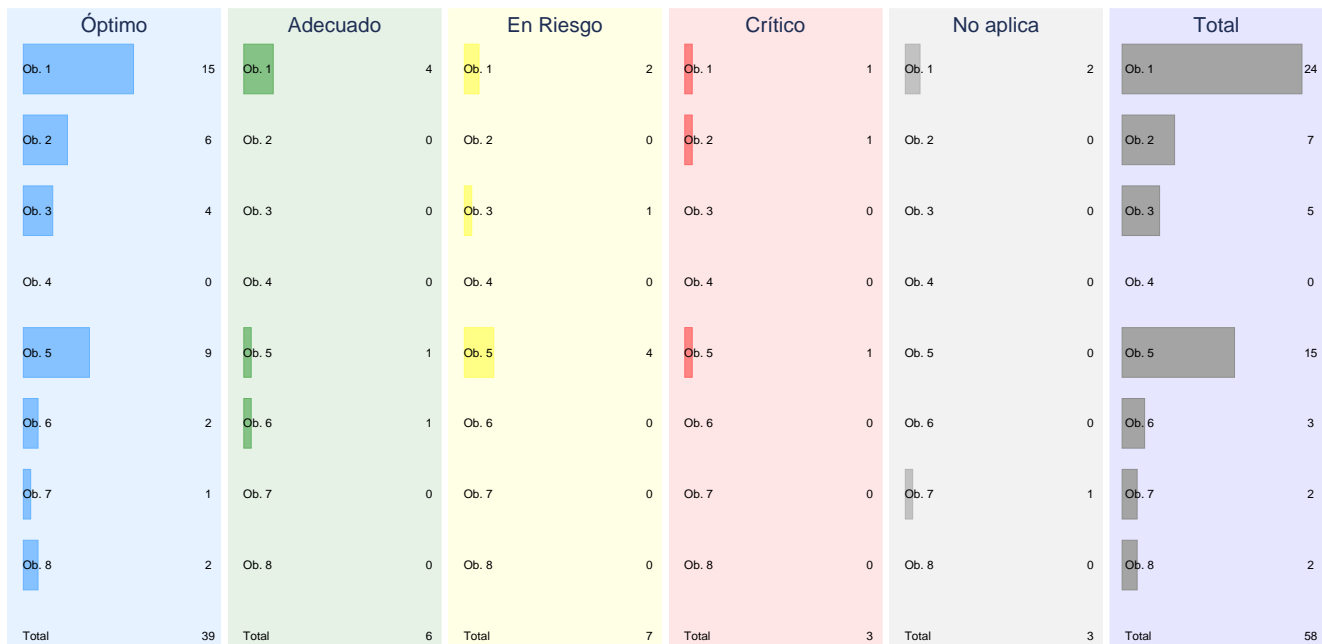 Óptimo Adecuado En Riesgo Crítico No aplica Total
Ob. 1 15 Ob. 1 4 Ob. 1 2 Ob. 1 1 Ob. 1 2 Ob. 1 24
Ob. 2 6 Ob. 2 0 Ob. 2 0 Ob. 2 1 Ob. 2 0 Ob. 2 7
Ob. 3 4 Ob. 3 0 Ob. 3 1 Ob. 3 0 Ob. 3 0 Ob. 3 5
Ob. 4 0 Ob. 4 0 Ob. 4 0 Ob. 4 0 Ob. 4 0 Ob. 4 0
Ob. 5 9 Ob. 5 1 Ob. 5 4 Ob. 5 1 Ob. 5 0 Ob. 5 15
Ob. 6 2 Ob. 6 1 Ob. 6 0 Ob. 6 0 Ob. 6 0 Ob. 6 3
Ob. 7 1 Ob. 7 0 Ob. 7 0 Ob. 7 0 Ob. 7 1 Ob. 7 2
Ob. 8 2 Ob. 8 0 Ob. 8 0 Ob. 8 0 Ob. 8 0 Ob. 8 2
Total 39 Total 6 Total 7 Total 3 Total 3 Total 58